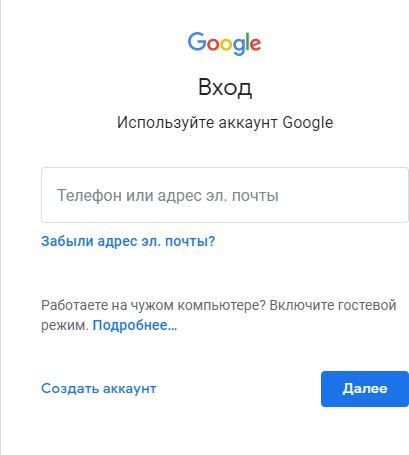 Google
Вход
Используйте аккаунт Google
Телефон или адрес эл. почты
Забыли адрес эл. почты?
Работаете на чужом компьютере? Включите гостевой
режим. Подробнее…
Создать аккаунт
Далее